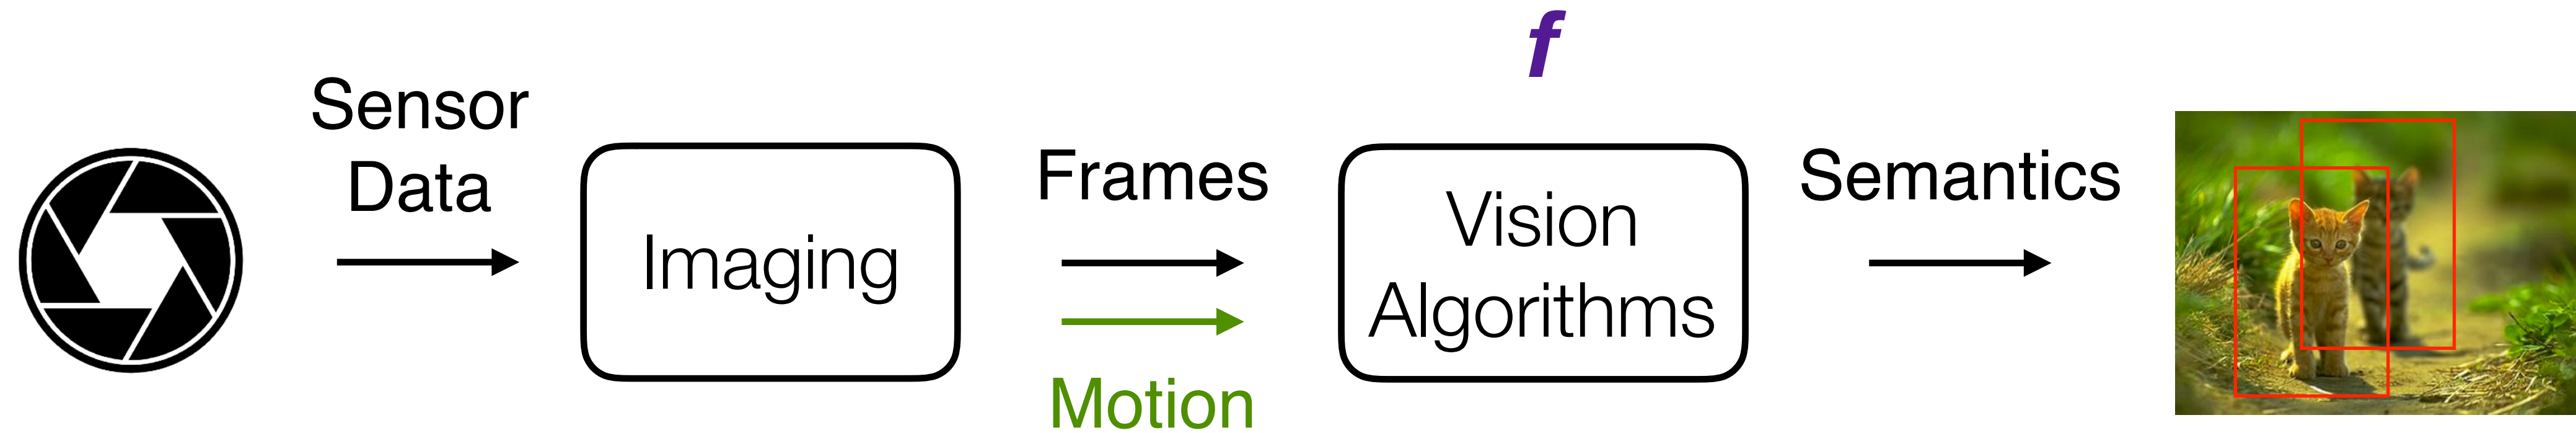 f
Sensor
Data
Imaging
Frames
Motion
Vision
Algorithms
Semantics